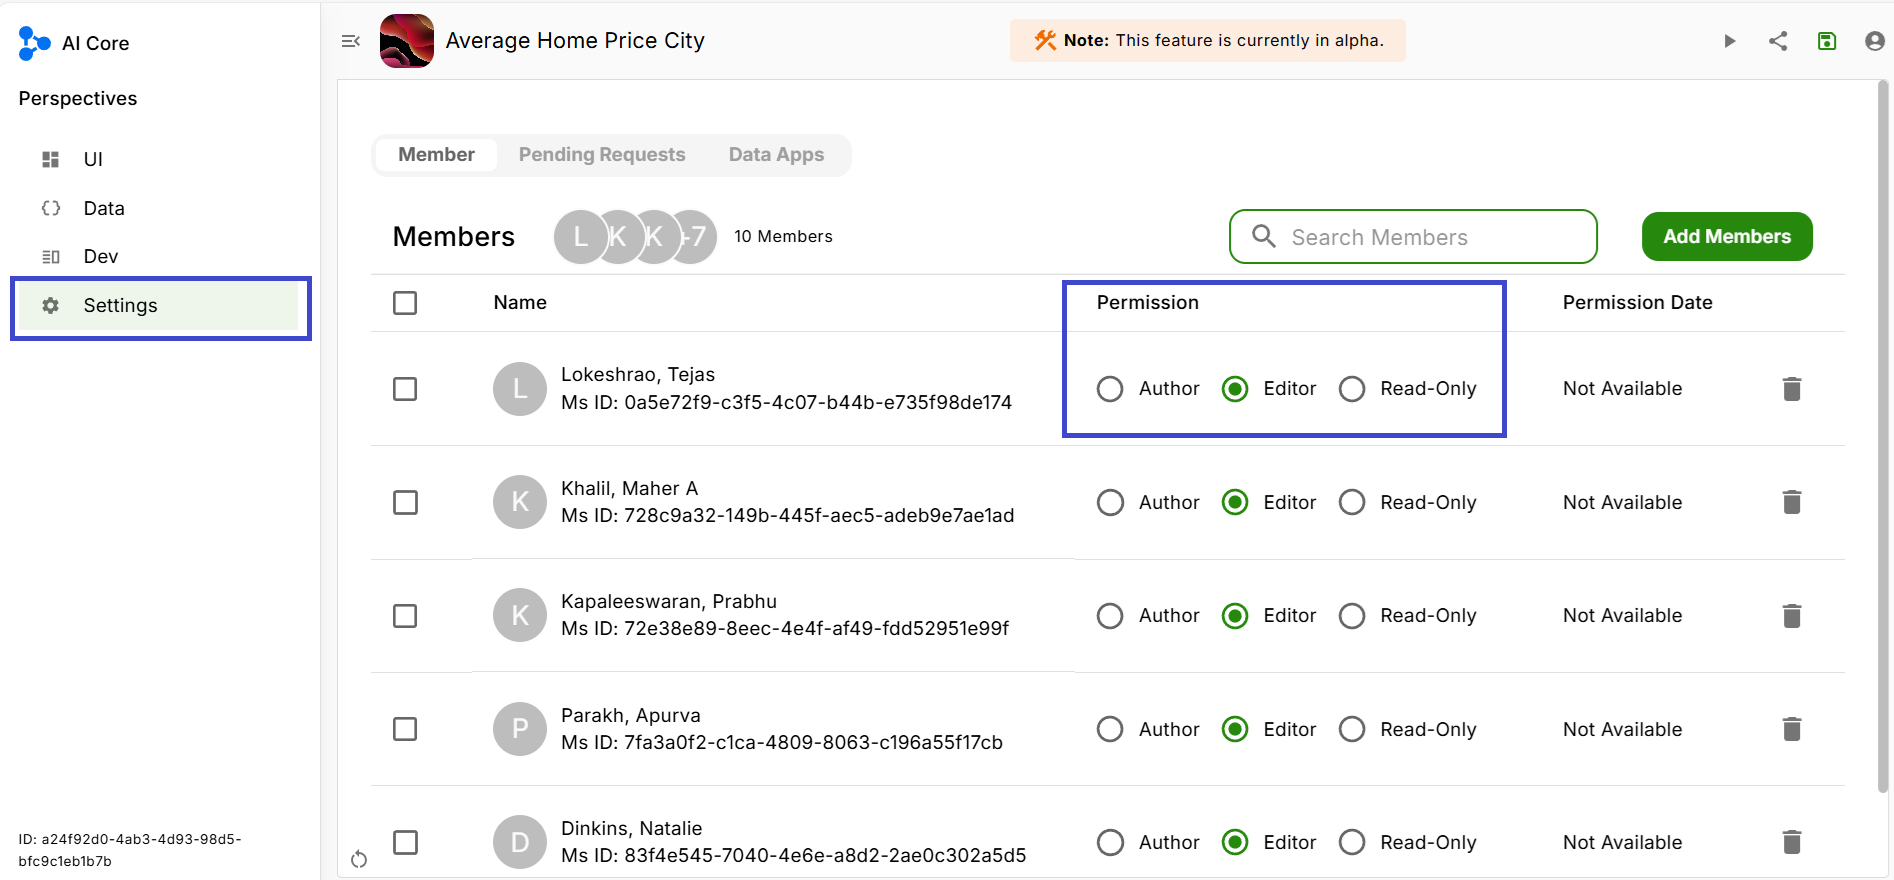 AI Core
Average Home Price City
Note: This feature is currently in alpha.
Perspectives
UI
Data
Dev
Settings
Member Pending Requests Data Apps
Members L K K +7 10 Members Search Members Add Members
Name Permission Permission Date
L Lokeshrao, Tejas
Ms ID: 0a5e72f9-c3f5-4c07-b44b-e735f98de174
Author Editor Read-Only Not Available
K Khalil, Maher A
Ms ID: 728c9a32-149b-445f-aec5-adeb9e7ae1ad
Author Editor Read-Only Not Available
K Kapaleeswaran, Prabhu
Ms ID: 72e38e89-8eec-4e4f-af49-fdd52951e99f
Author Editor Read-Only Not Available
P Parakh, Apurva
Ms ID: 7fa3a0f2-c1ca-4809-8063-c196a55f17cb
Author Editor Read-Only Not Available
D Dinkins, Natalie
Ms ID: 83f4e545-7040-4e6e-a8d2-2ae0c302a5d5
Author Editor Read-Only Not Available
ID: a24f92d0-4ab3-4d93-98d5-
bfc9c1eb1b7b